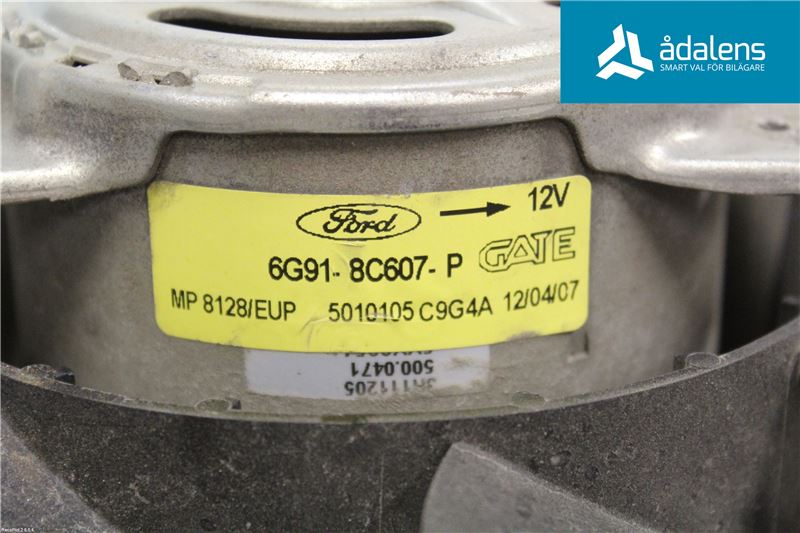 ådalens
SMART VAL FÖR BILÄGARE
Ford 12V
6G91-8C607-P GATE
MP 8128/EUP 5010105 C9G4A 12/04/07
500.0471
3R111205